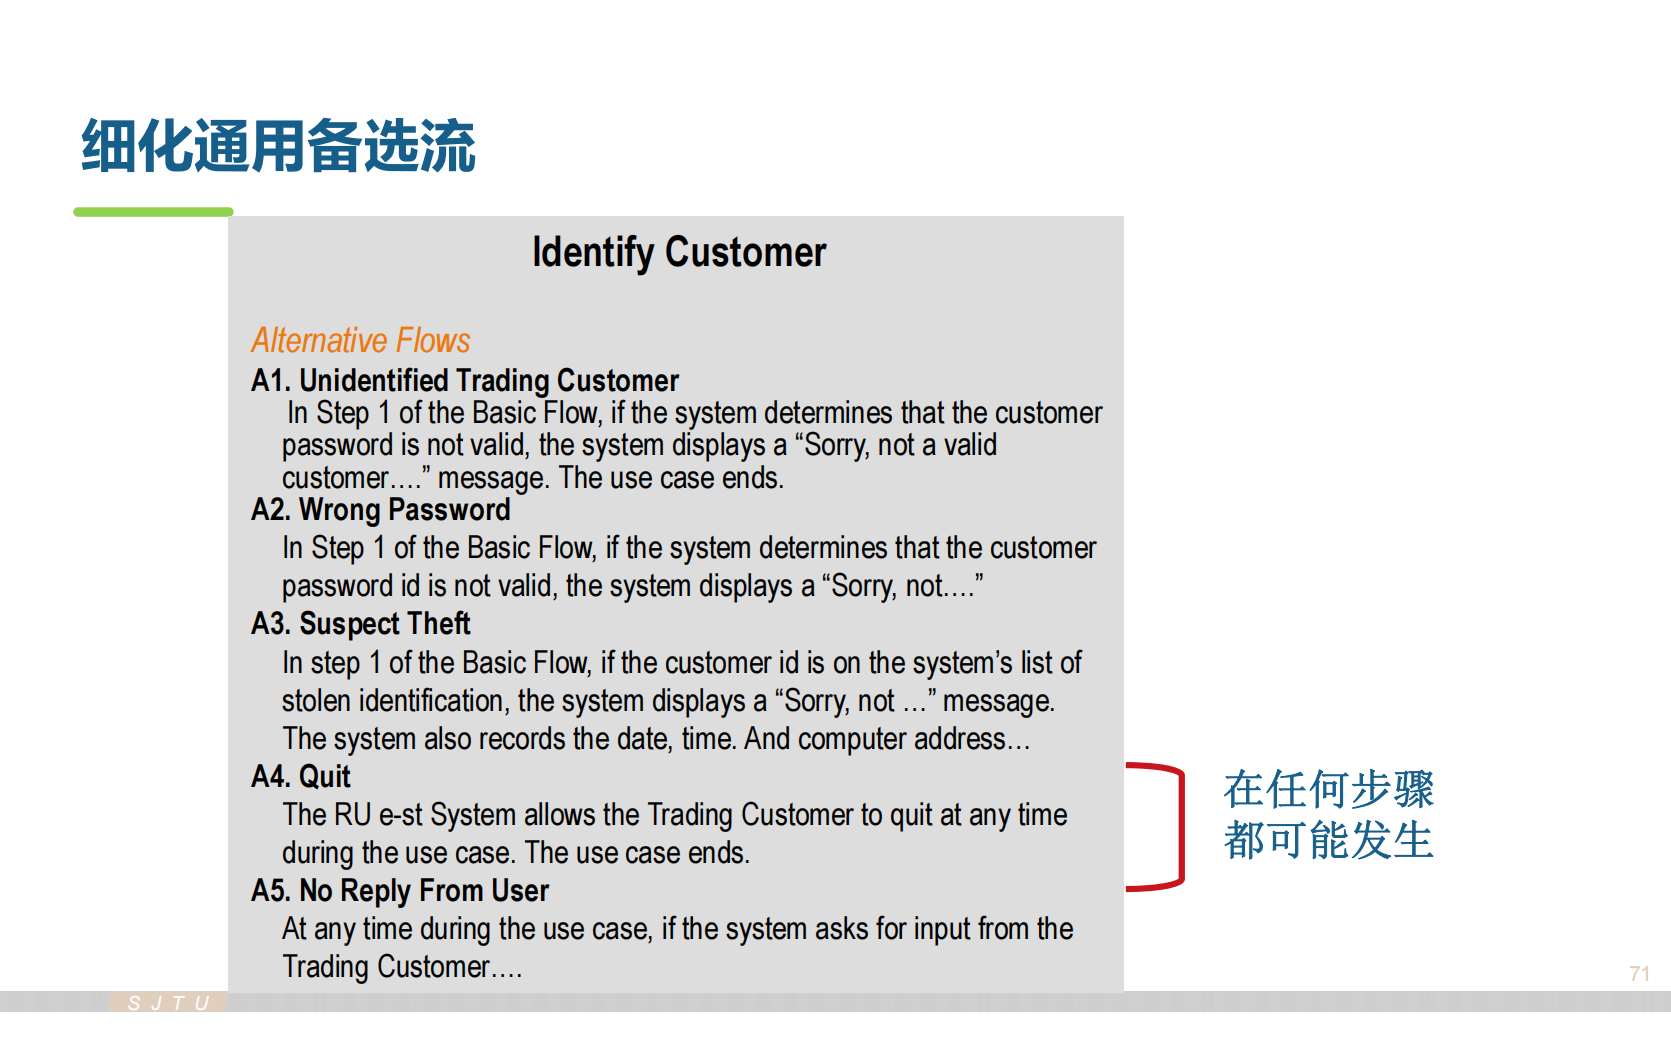 细化通用备选流
Identify Customer
Alternative Flows
A1. Unidentified Trading Customer
In Step 1 of the Basic Flow, if the system determines that the customer
password is not valid, the system displays a “Sorry, not a valid
customer….” message. The use case ends.
A2. Wrong Password
In Step 1 of the Basic Flow, if the system determines that the customer
password id is not valid, the system displays a “Sorry, not….”
A3. Suspect Theft
In step 1 of the Basic Flow, if the customer id is on the system’s list of
stolen identification, the system displays a “Sorry, not …” message.
The system also records the date, time. And computer address…
A4. Quit
The RU e-st System allows the Trading Customer to quit at any time
during the use case. The use case ends.
A5. No Reply From User
At any time during the use case, if the system asks for input from the
Trading Customer….
在任何步骤
都可能发生
71
SJTU